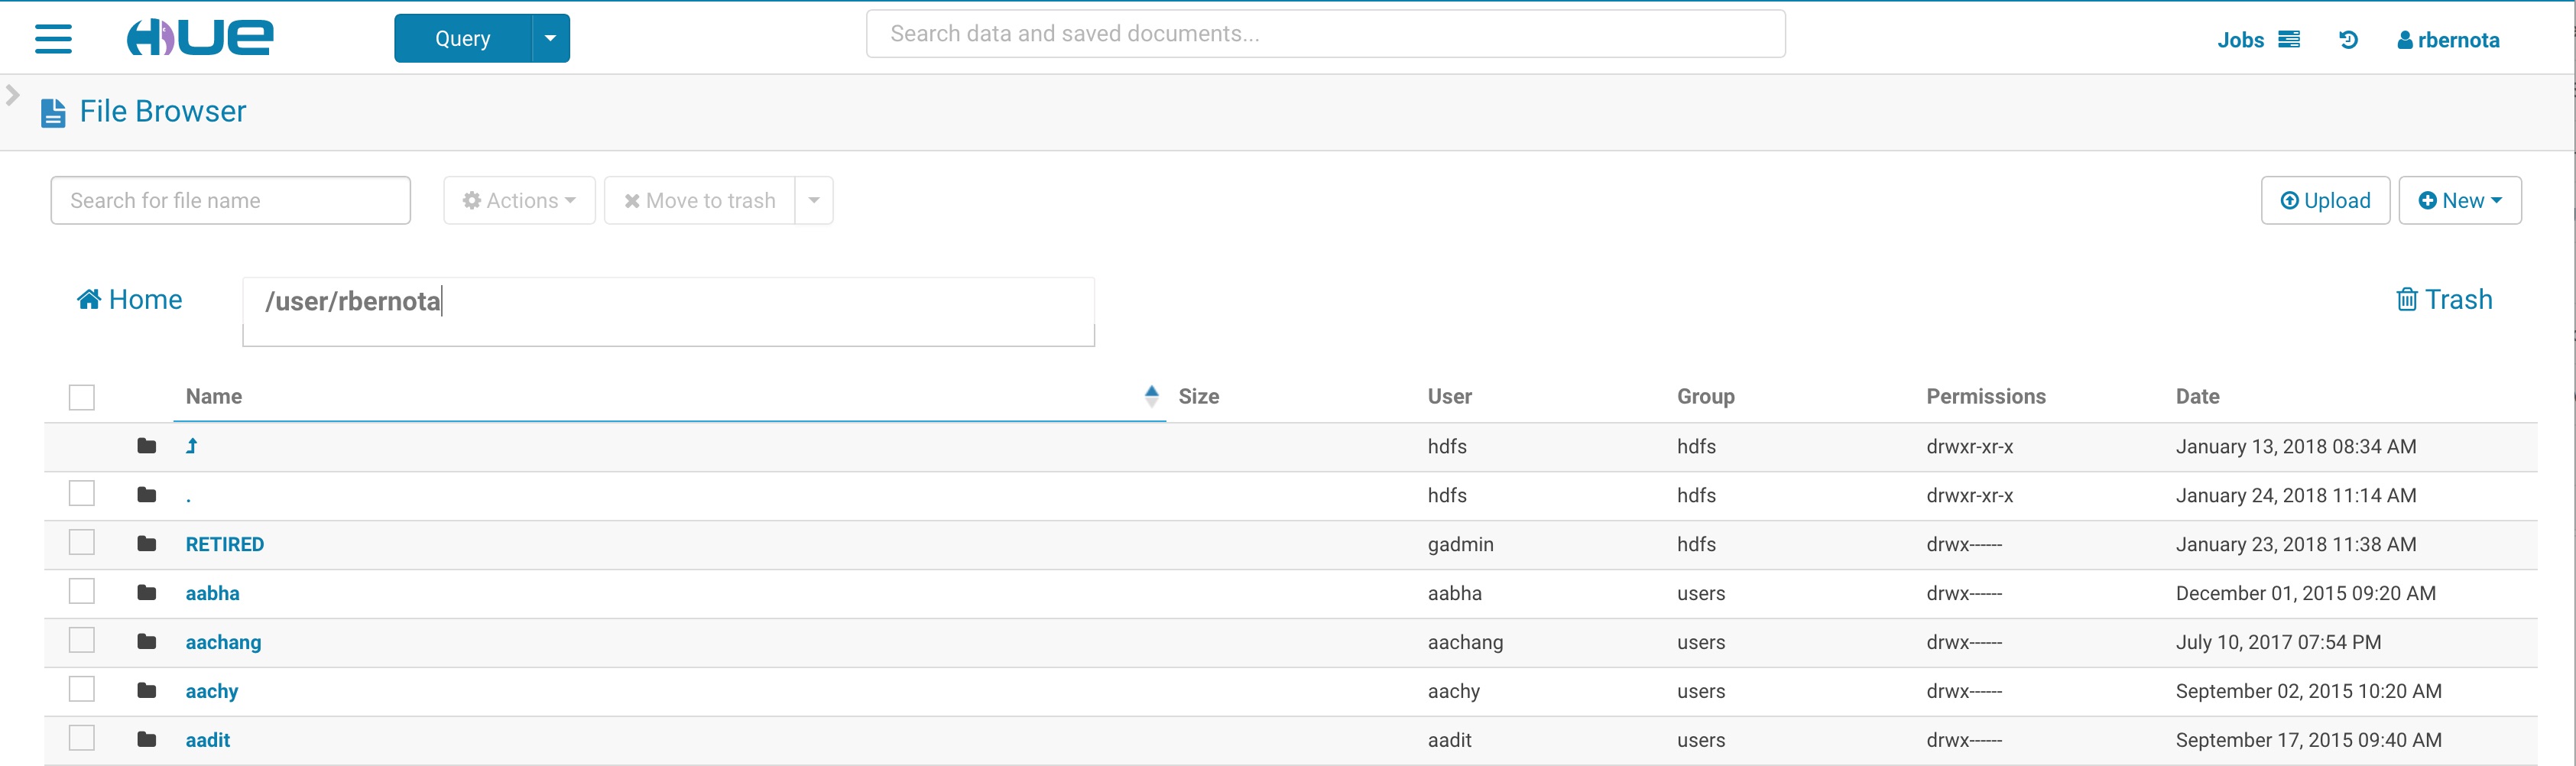 HUE Query Search data and saved documents... Jobs rbernota
File Browser
Search for file name Actions Move to trash Upload New
Home /user/rbernota Trash
Name Size User Group Permissions Date
hdfs hdfs drwxr-xr-x January 13, 2018 08:34 AM
. hdfs hdfs drwxr-xr-x January 24, 2018 11:14 AM
RETIRED gadmin hdfs drwx------ January 23, 2018 11:38 AM
aabha aabha users drwx------ December 01, 2015 09:20 AM
aachang aachang users drwx------ July 10, 2017 07:54 PM
aachy aachy users drwx------ September 02, 2015 10:20 AM
aadit aadit users drwx------ September 17, 2015 09:40 AM